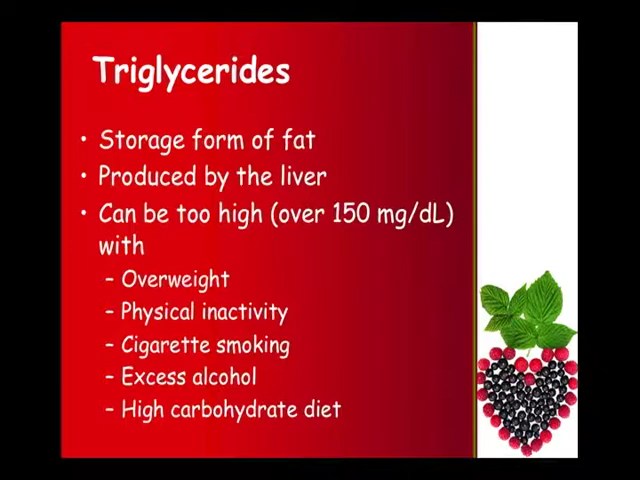 Triglycerides
• Storage form of fat
• Produced by the liver
• Can be too high (over 150 mg/dL)
with
– Overweight
– Physical inactivity
– Cigarette smoking
– Excess alcohol
– High carbohydrate diet